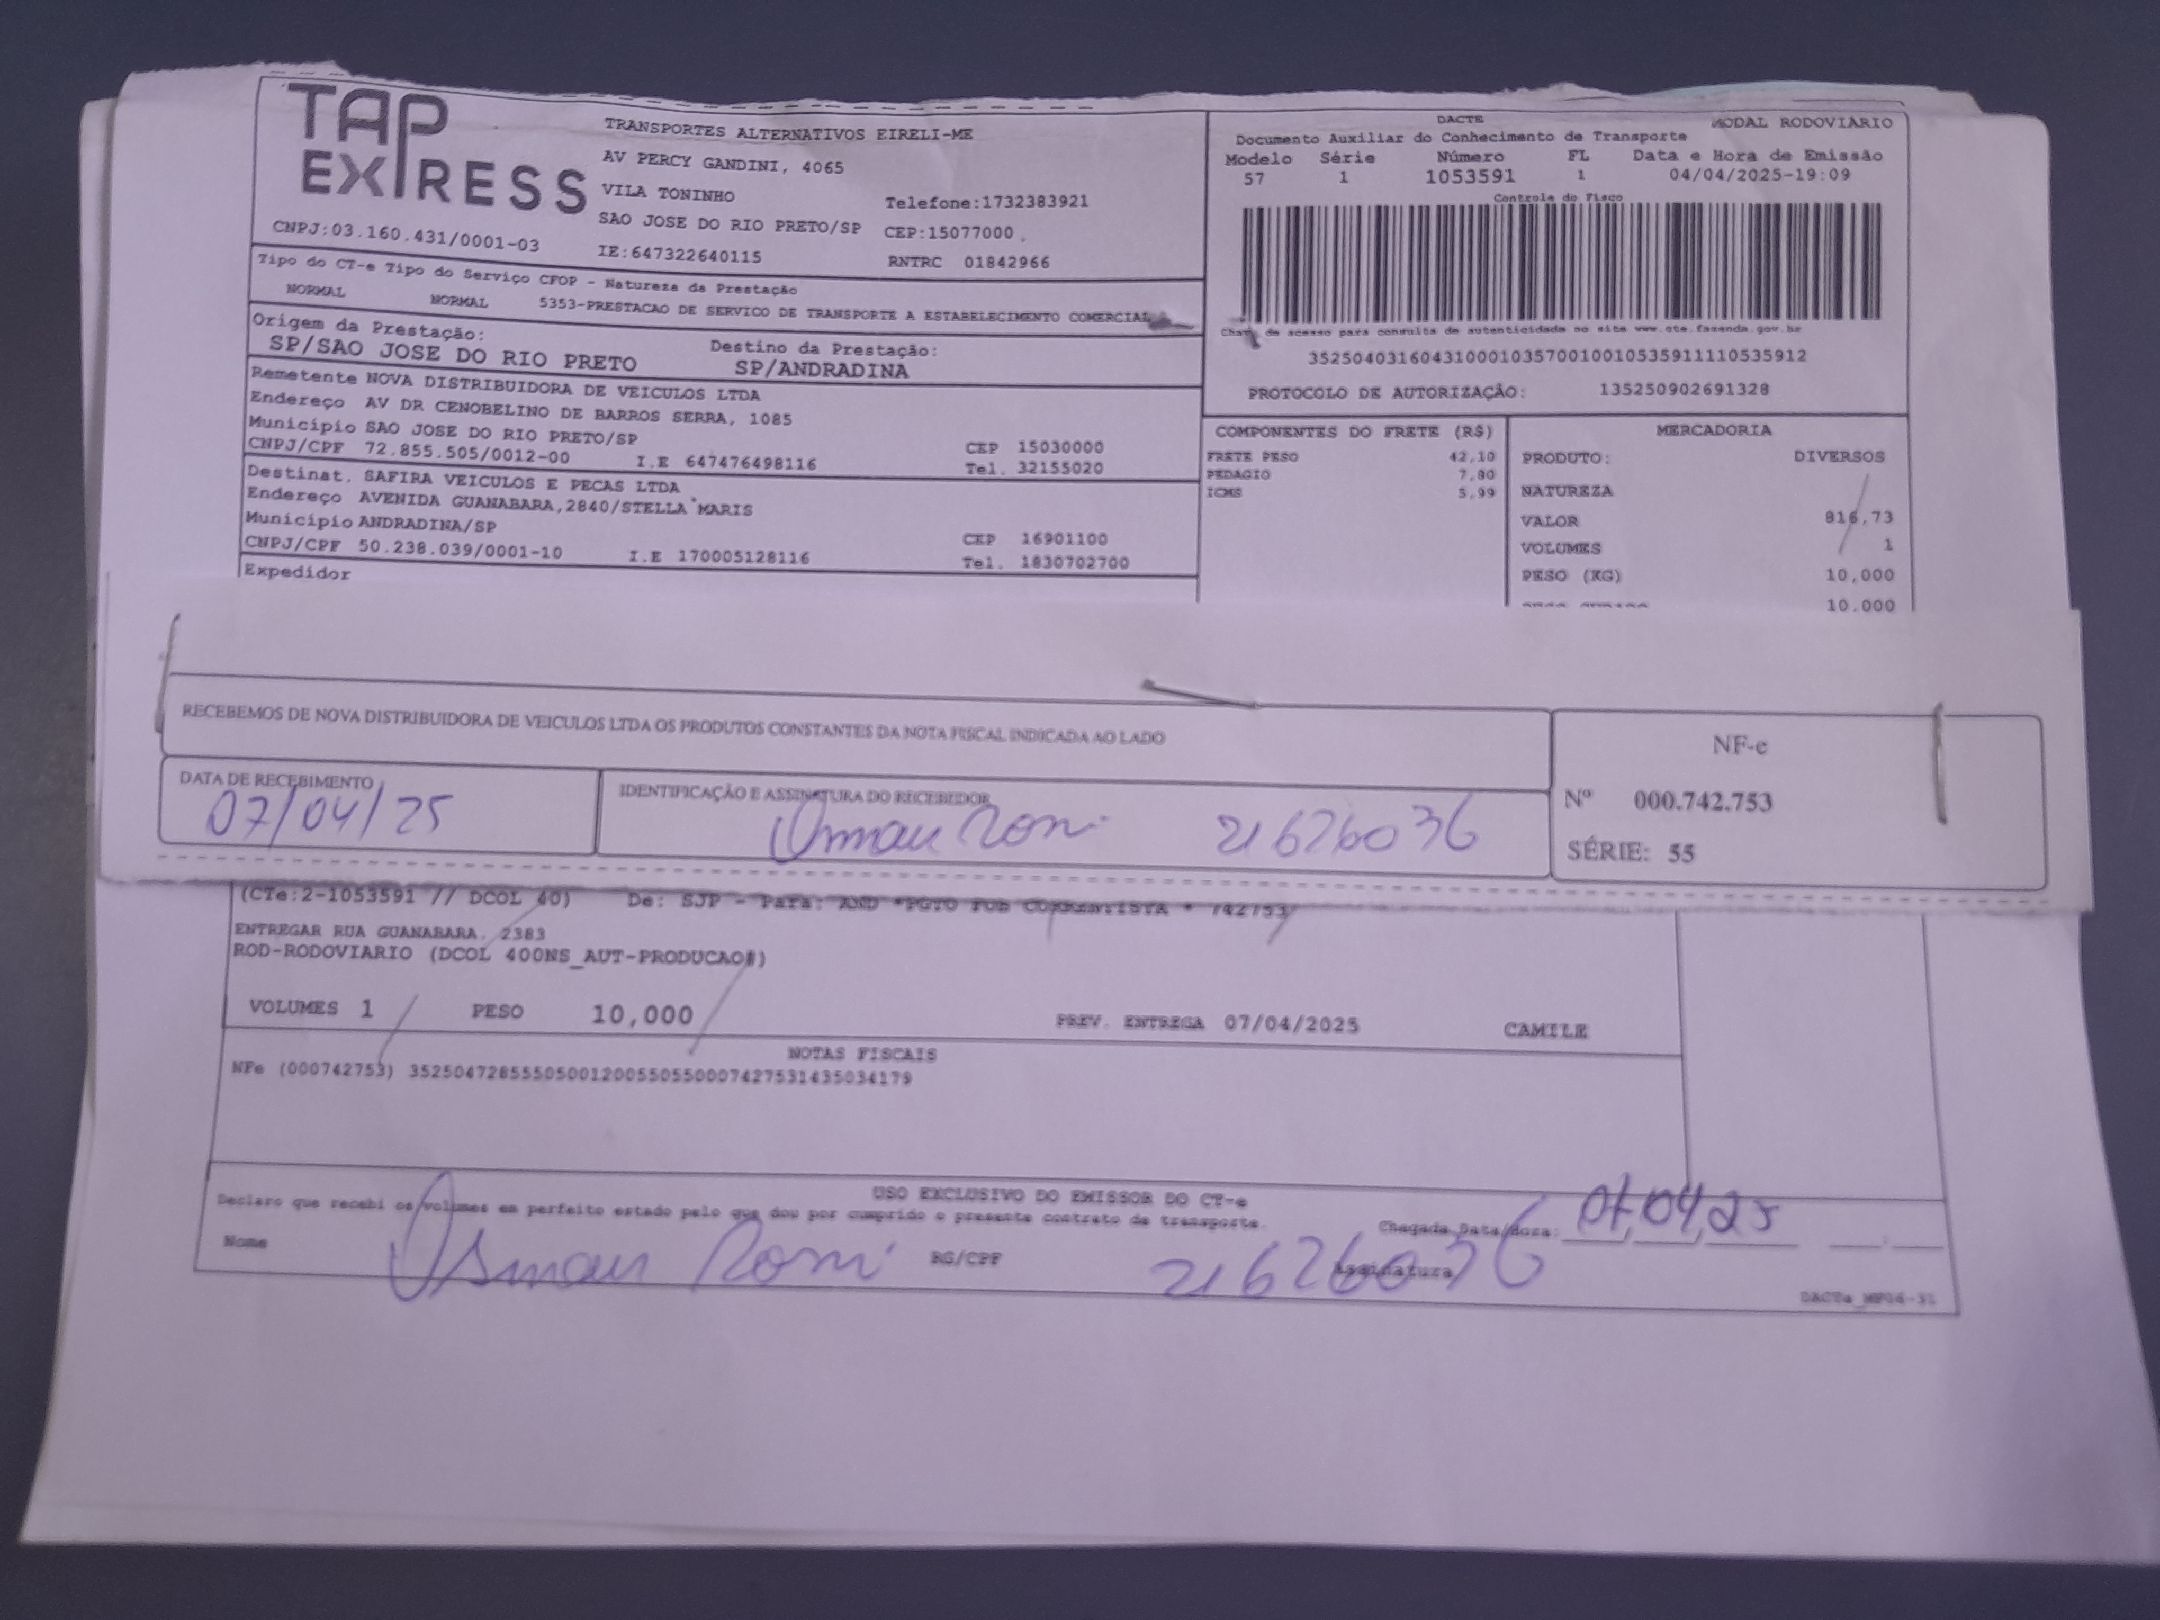 TAP EXPRESS
TRANSPORTES ALTERNATIVOS EIRELI-ME
AV PERCY GANDINI, 4065
VILA TONINHO
Telefone:1732383921
SAO JOSE DO RIO PRETO/SP CEP:15077000
CNPJ:03.160.431/0001-03
IE:647322640115 RNTRC 01842966
DACTE MODAL RODOVIARIO
Documento Auxiliar do Conhecimento de Transporte
Modelo Série Número FL Data e Hora de Emissão
57 1 1053591 1 04/04/2025-19:09
Controle do Fisco
Chave de acesso para consulta de autenticidade no site www.cte.fazenda.gov.br
35250403160431000103570010010535911110535912
PROTOCOLO DE AUTORIZAÇÃO: 135250902691328
Tipo do CT-e Tipo do Serviço CFOP - Natureza da Prestação
NORMAL NORMAL 5353-PRESTACAO DE SERVICO DE TRANSPORTE A ESTABELECIMENTO COMERCIAL
Origem da Prestação: Destino da Prestação:
SP/SAO JOSE DO RIO PRETO SP/ANDRADINA
Remetente NOVA DISTRIBUIDORA DE VEICULOS LTDA
Endereço AV DR CENOBELINO DE BARROS SERRA, 1085
Município SAO JOSE DO RIO PRETO/SP CEP 15030000
CNPJ/CPF 72.855.505/0012-00 I.E 647476498116 Tel. 32155020
Destinat. SAFIRA VEICULOS E PECAS LTDA
Endereço AVENIDA GUANABARA,2840/STELLA MARIS
Município ANDRADINA/SP CEP 16901100
CNPJ/CPF 50.238.039/0001-10 I.E 170005128116 Tel. 1830702700
Expedidor
COMPONENTES DO FRETE (R$)
FRETE PESO 42,10
PEDAGIO 7,80
ICMS 5,99
MERCADORIA
PRODUTO: DIVERSOS
NATUREZA
VALOR 816,73
VOLUMES 1
PESO (KG) 10,000
10.000
RECEBEMOS DE NOVA DISTRIBUIDORA DE VEICULOS LTDA OS PRODUTOS CONSTANTES DA NOTA FISCAL INDICADA AO LADO
DATA DE RECEBIMENTO
07/04/25
IDENTIFICAÇÃO E ASSINATURA DO RECEBEDOR
Osmau Roni 21626036
NF-e
Nº 000.742.753
SÉRIE: 55
(CTe:2-1053591 // DCOL 40) De: SJP - Para: AND *PGTO FOB CORRENTISTA * 742753
ENTREGAR RUA GUANABARA, 2383
ROD-RODOVIARIO (DCOL 400NS_AUT-PRODUCAO#)
VOLUMES 1 PESO 10,000 PREV. ENTREGA 07/04/2025 CAMILE
NOTAS FISCAIS
NFe (000742753) 35250472855505001200550550007427531435034179
USO EXCLUSIVO DO EMISSOR DO CT-e
Declaro que recebi os volumes em perfeito estado pelo que dou por cumprido o presente contrato de transporte.
Chegada Data/Hora: 07 04 25
Nome Osmau Roni RG/CPF 21626036 Assinatura